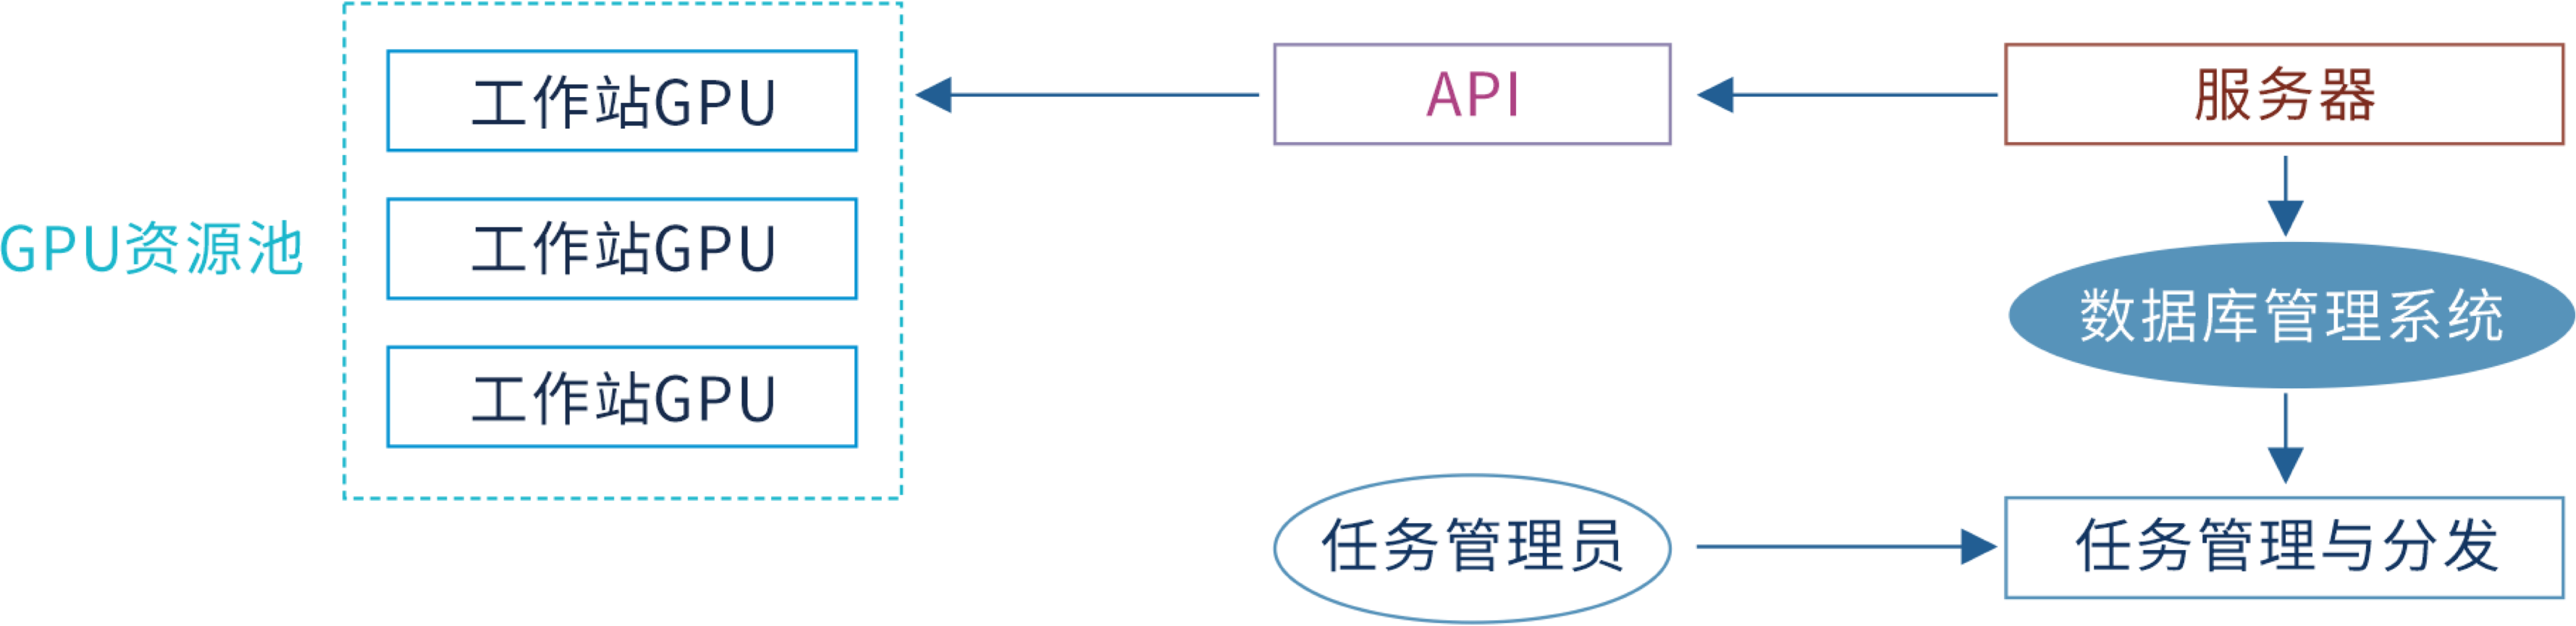 工作站GPU
API
服务器
工作站GPU
GPU资源池
数据库管理系统
工作站GPU
任务管理员
任务管理与分发